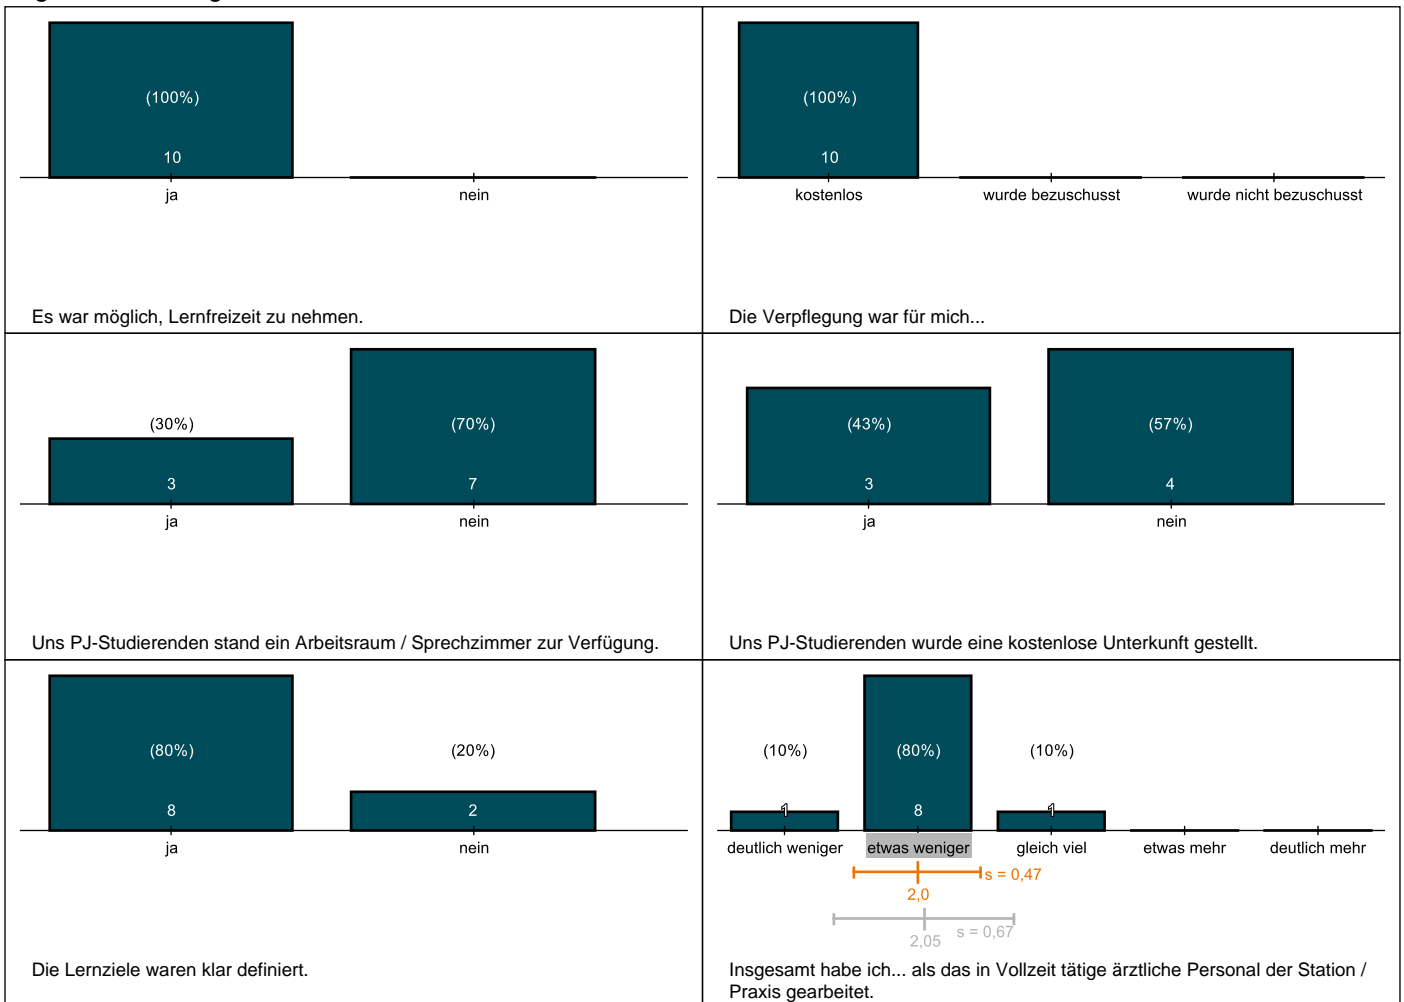 (100%)
10
ja
nein
Es war möglich, Lernfreizeit zu nehmen.
(100%)
10
kostenlos
wurde bezuschusst
wurde nicht bezuschusst
Die Verpflegung war für mich...
(30%)
(70%)
3
7
ja
nein
Uns PJ-Studierenden stand ein Arbeitsraum / Sprechzimmer zur Verfügung.
(43%)
(57%)
3
4
ja
nein
Uns PJ-Studierenden wurde eine kostenlose Unterkunft gestellt.
(80%)
(20%)
8
2
ja
nein
Die Lernziele waren klar definiert.
(10%)
(80%)
(10%)
1
8
1
deutlich weniger
etwas weniger
gleich viel
etwas mehr
deutlich mehr
s = 0,47
2,0
s = 0,67
2,05
Insgesamt habe ich... als das in Vollzeit tätige ärztliche Personal der Station /
Praxis gearbeitet.